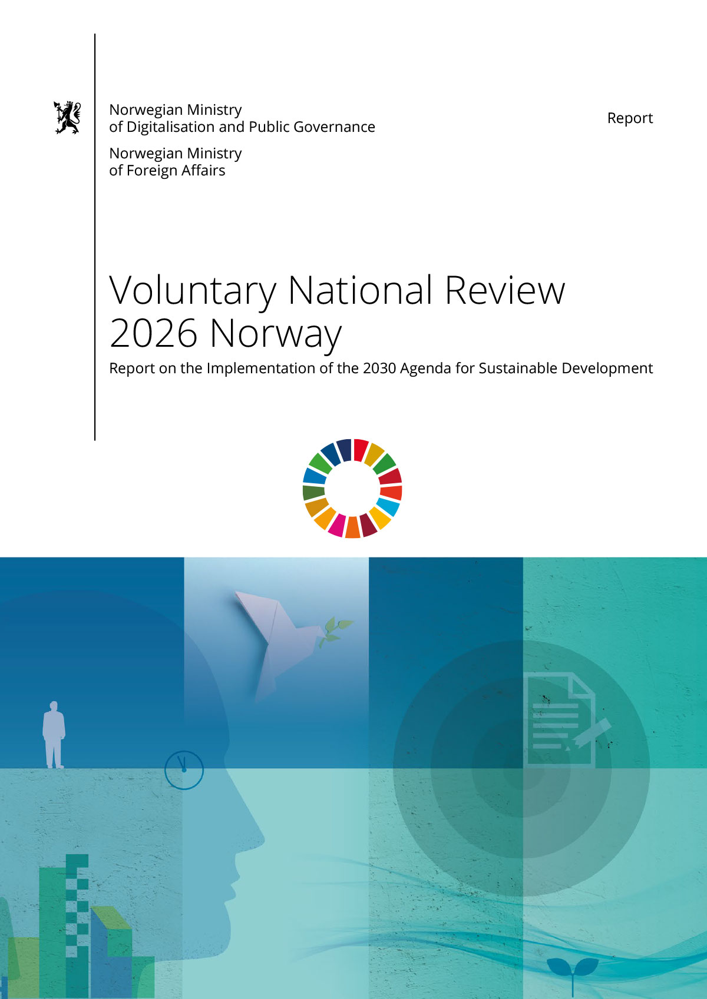 Norwegian Ministry
of Digitalisation and Public Governance
Norwegian Ministry
of Foreign Affairs
Report
Voluntary National Review
2026 Norway
Report on the Implementation of the 2030 Agenda for Sustainable Development